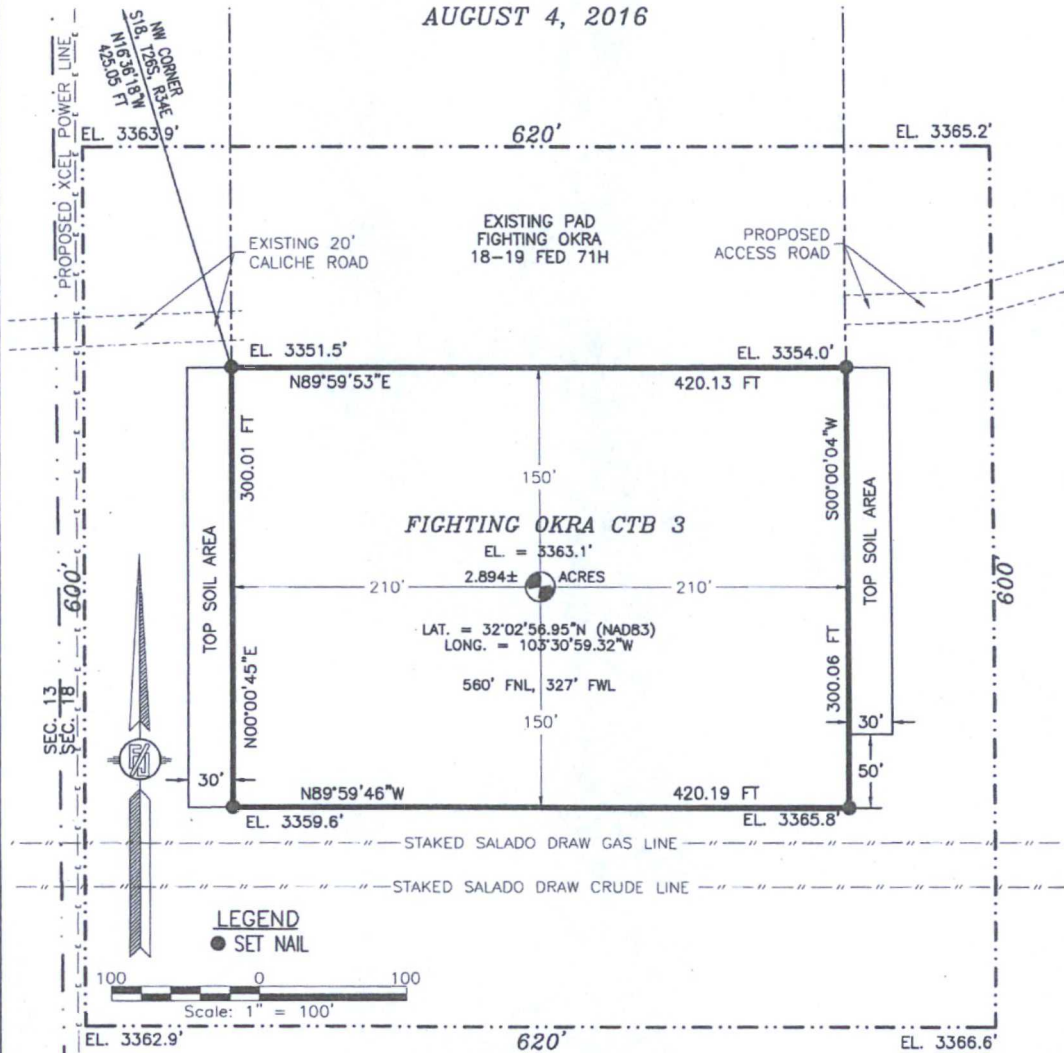 AUGUST 4, 2016
NW CORNER
S18, T26S, R34E
N16°36'18"W
425.05 FT
PROPOSED XCEL POWER LINE
EL. 3363.9'
620'
EL. 3365.2'
EXISTING 20'
CALICHE ROAD
EXISTING PAD
FIGHTING OKRA
18-19 FED 71H
PROPOSED
ACCESS ROAD
EL. 3351.5'
EL. 3354.0'
N89°59'53"E
420.13 FT
300.01 FT
150'
S00°00'04"W
TOP SOIL AREA
TOP SOIL AREA
FIGHTING OKRA CTB 3
EL. = 3363.1'
2.894± ACRES
210'
210'
600'
600'
LAT. = 32°02'56.95"N (NAD83)
LONG. = 103°30'59.32"W
560' FNL, 327' FWL
N00°00'45"E
300.06 FT
150'
SEC. 13
SEC. 18
30'
30'
50'
N89°59'46"W
420.19 FT
EL. 3359.6'
EL. 3365.8'
STAKED SALADO DRAW GAS LINE
STAKED SALADO DRAW CRUDE LINE
LEGEND
SET NAIL
100 0 100
Scale: 1" = 100'
EL. 3362.9'
620'
EL. 3366.6'